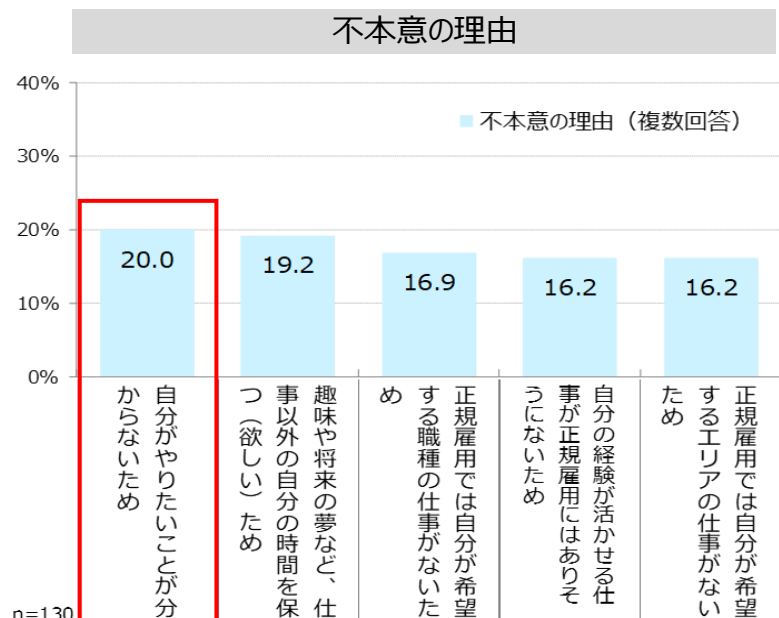 不本意の理由
40%
30%
20%
10%
0%
不本意の理由（複数回答）
20.0
19.2
16.9
16.2
16.2
自分がやりたいことが分
からないため
趣味や将来の夢など、仕
事以外の自分の時間を保
つ（欲しい）ため
正規雇用では自分が希望
する職種の仕事がないた
め
自分の経験が活かせる仕
事が正規雇用にはありそ
うにないため
正規雇用では自分が希望
するエリアの仕事がない
ため
n=130